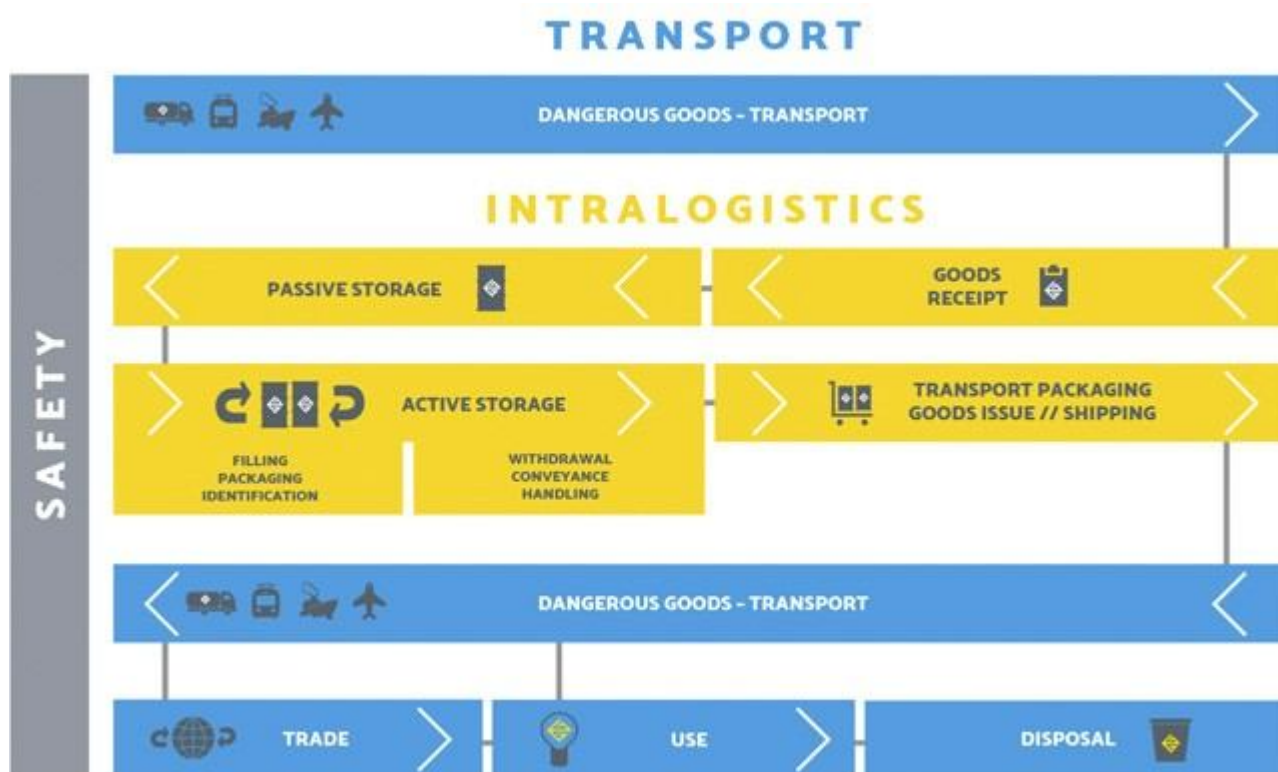 TRANSPORT
SAFETY
DANGEROUS GOODS – TRANSPORT
INTRALOGISTICS
PASSIVE STORAGE
GOODS
RECEIPT
ACTIVE STORAGE
FILLING
PACKAGING
IDENTIFICATION
WITHDRAWAL
CONVEYANCE
HANDLING
TRANSPORT PACKAGING
GOODS ISSUE // SHIPPING
DANGEROUS GOODS – TRANSPORT
TRADE
USE
DISPOSAL